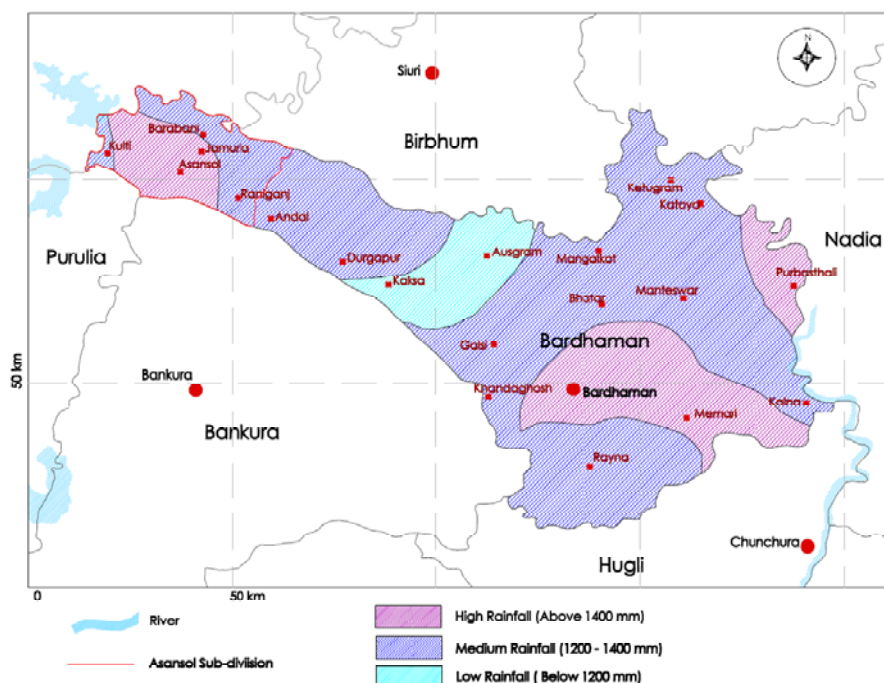 N
Siuri
Birbhum
Barabani
Kulti
Jamuria
Asansol
Raniganj
Andal
Ketugram
Katoya
Purulia
Durgapur
Kaksa
Ausgram
Mangalkot
Nadia
Purbasthali
Bhatar
Manteswar
Galsi
Bardhaman
50 km
Bankura
Khandaghosh
Bardhaman
Memari
Kalna
Bankura
Rayna
Chunchura
Hugli
0
50 km
River
Asansol Sub-diviision
High Rainfall (Above 1400 mm)
Medium Rainfall (1200 - 1400 mm)
Low Rainfall ( Below 1200 mm)